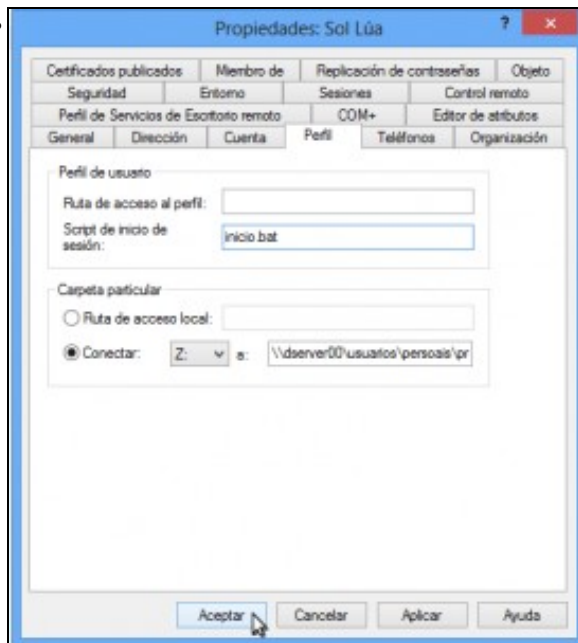 Propiedades: Sol Lúa
?
Certificados publicados Miembro de Replicación de contraseñas Objeto
Seguridad Entorno Sesiones Control remoto
Perfil de Servicios de Escritorio remoto COM+ Editor de atributos
General Dirección Cuenta Perfil Teléfonos Organización
Perfil de usuario
Ruta de acceso al perfil:
Script de inicio de sesión: inicio.bat
Carpeta particular
Ruta de acceso local:
Conectar: Z: a: \\dserver00\usuarios\persoais\pr
Aceptar Cancelar Aplicar Ayuda